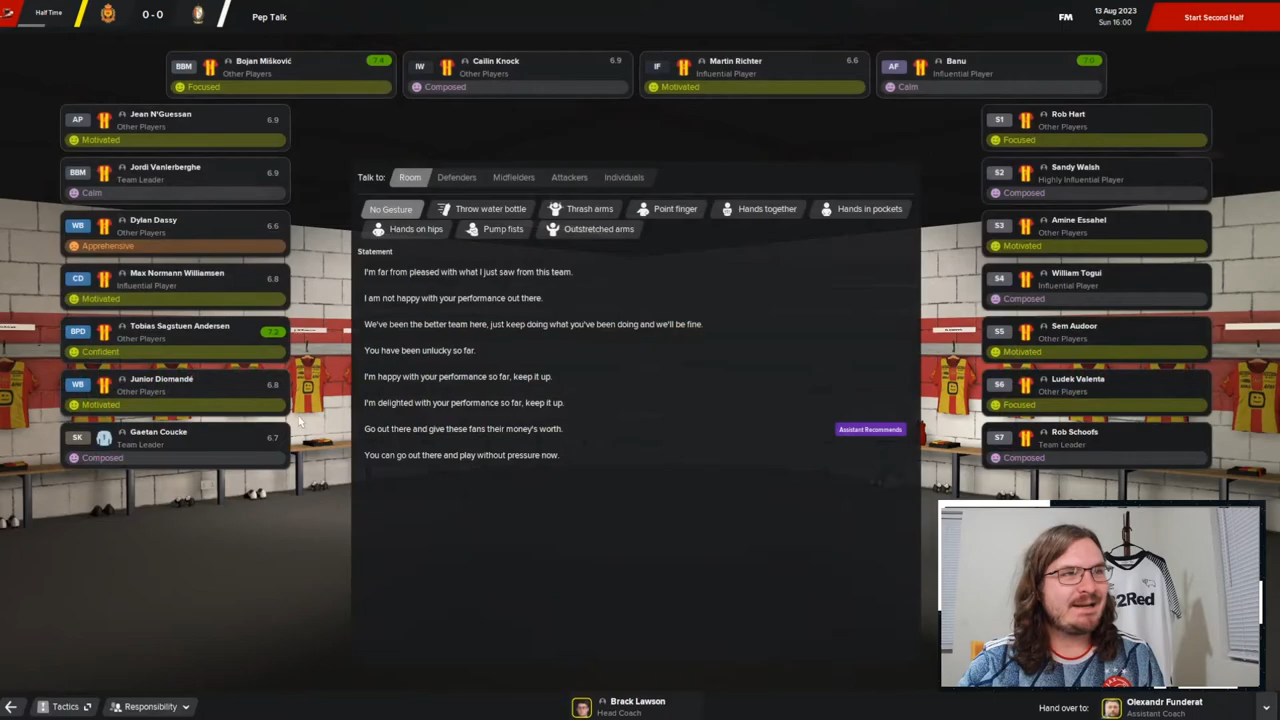 Half Time
0 - 0
Pep Talk
FM
13 Aug 2023
Sun 16:00
Start Second Half
BBM
Bojan Mišković
7.4
Other Players
Focused
IW
Cailin Knock
6.9
Other Players
Composed
IF
Martin Richter
6.6
Influential Player
Motivated
AF
Banu
7.0
Influential Player
Calm
AP
Jean N'Guessan
6.9
Other Players
Motivated
BBM
Jordi Vanlerberghe
6.9
Team Leader
Calm
WB
Dylan Dassy
6.6
Other Players
Apprehensive
CD
Max Normann Williamsen
6.8
Influential Player
Motivated
BPD
Tobias Sagstuen Andersen
7.2
Other Players
Confident
WB
Junior Diomandé
6.8
Other Players
Motivated
SK
Gaetan Coucke
6.7
Team Leader
Composed
Talk to:
Room
Defenders
Midfielders
Attackers
Individuals
No Gesture
Throw water bottle
Thrash arms
Point finger
Hands together
Hands in pockets
Hands on hips
Pump fists
Outstretched arms
Statement
I'm far from pleased with what I just saw from this team.
I am not happy with your performance out there.
We've been the better team here, just keep doing what you've been doing and we'll be fine.
You have been unlucky so far.
I'm happy with your performance so far, keep it up.
I'm delighted with your performance so far, keep it up.
Go out there and give these fans their money's worth.
Assistant Recommends
You can go out there and play without pressure now.
S1
Rob Hart
Other Players
Focused
S2
Sandy Walsh
Highly Influential Player
Composed
S3
Amine Essahel
Other Players
Motivated
S4
William Togui
Influential Player
Composed
S5
Sem Audoor
Other Players
Motivated
S6
Ludek Valenta
Other Players
Focused
S7
Rob Schoofs
Team Leader
Composed
2Red
Tactics
Responsibility
Brack Lawson
Head Coach
Hand over to:
Olexandr Funderat
Assistant Coach